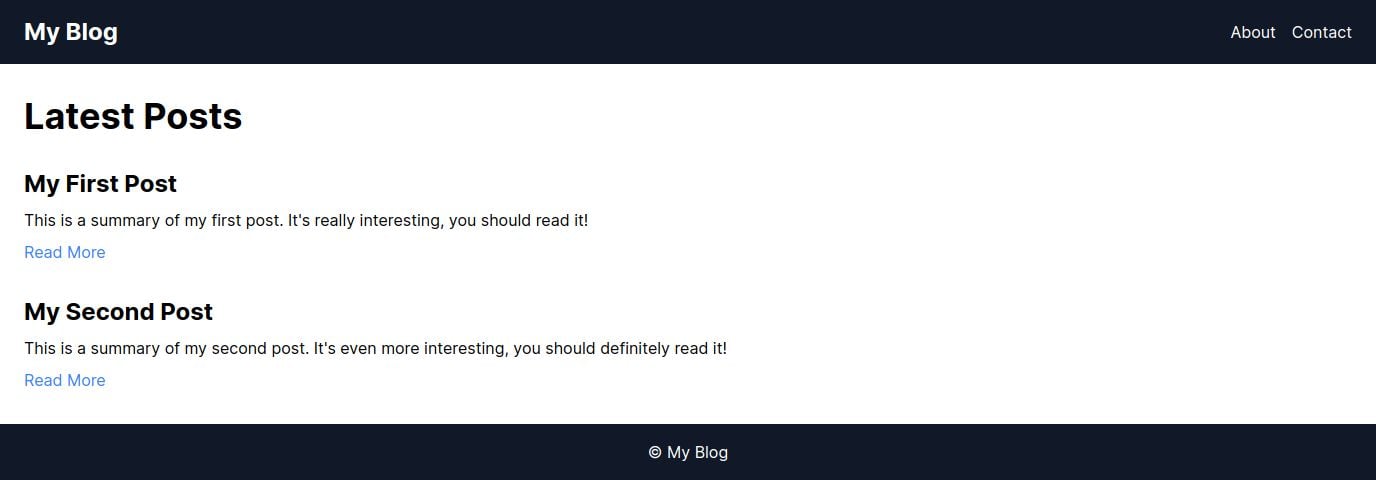 My Blog
About Contact
Latest Posts
My First Post
This is a summary of my first post. It's really interesting, you should read it!
Read More
My Second Post
This is a summary of my second post. It's even more interesting, you should definitely read it!
Read More
© My Blog